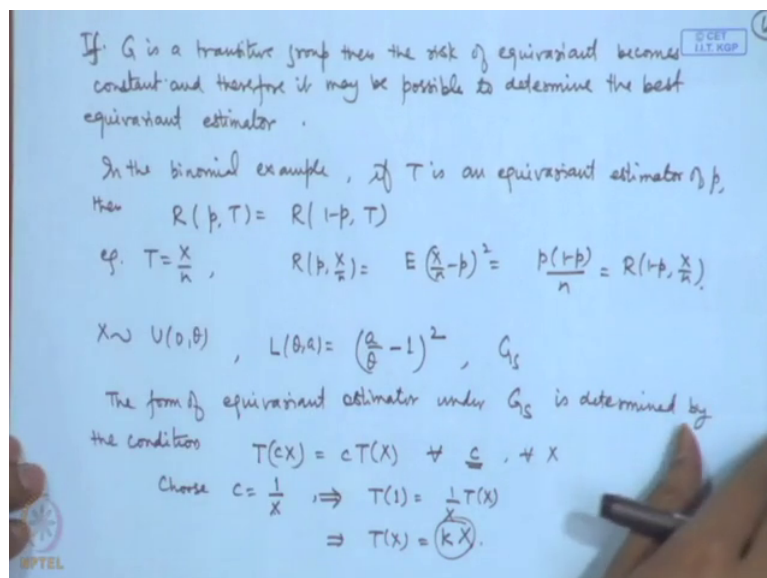 If. G is a transitive group then the risk of equivariant becomes
constant and therefore it may be possible to determine the best
equivariant estimator.
© CET
I.I.T. KGP
In the binomial example, if T is an equivariant estimator of p,
then R(p, T) = R(1-p, T)
eg. T = X/n, R(p, X/n) = E(X/n - p)² = p(1-p)/n = R(1-p, X/n).
X ~ U(0, θ), L(θ, a) = (a/θ - 1)², G_S
The form of equivariant estimator under G_S is determined by
the condition T(cX) = cT(X) ∀ c, ∀ X
Choose c = 1/X, ⇒ T(1) = 1/X T(X)
⇒ T(X) = kX.
NPTEL